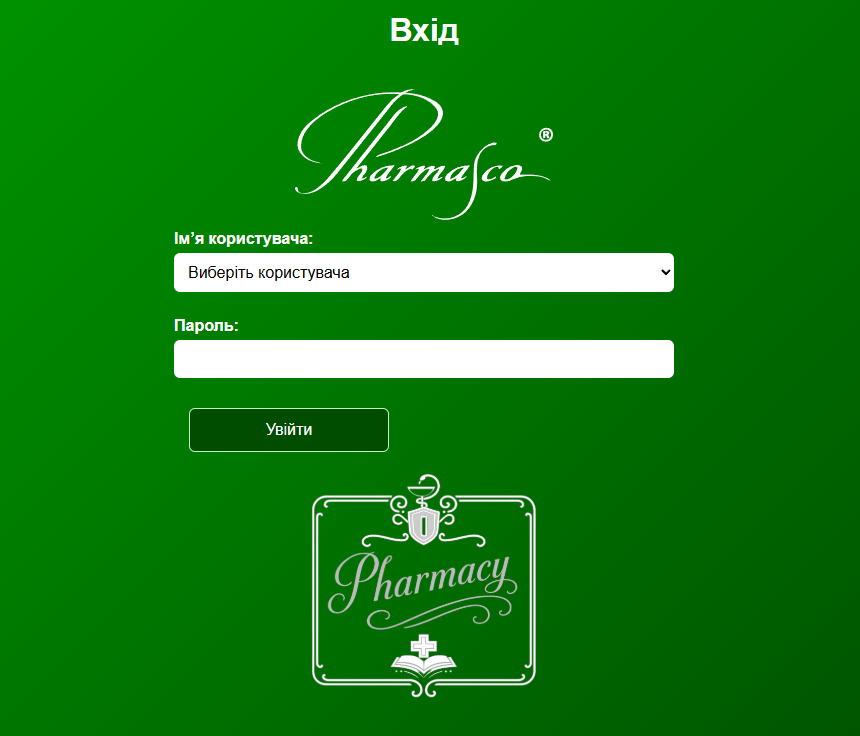 Вхід
Pharmasco ®
Ім’я користувача:
Виберіть користувача
Пароль:
Увійти
Pharmacy